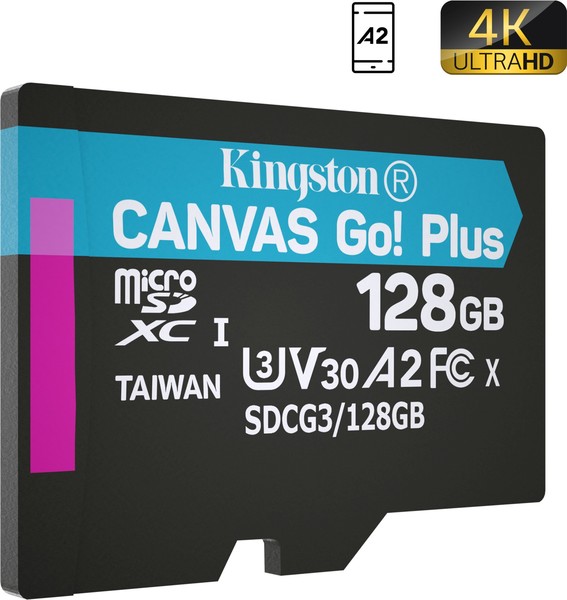 A2
4K
ULTRAHD
Kingston®
CANVAS Go! Plus
micro
SD
XC I
128GB
TAIWAN
U3 V30 A2 FC X
SDCG3/128GB